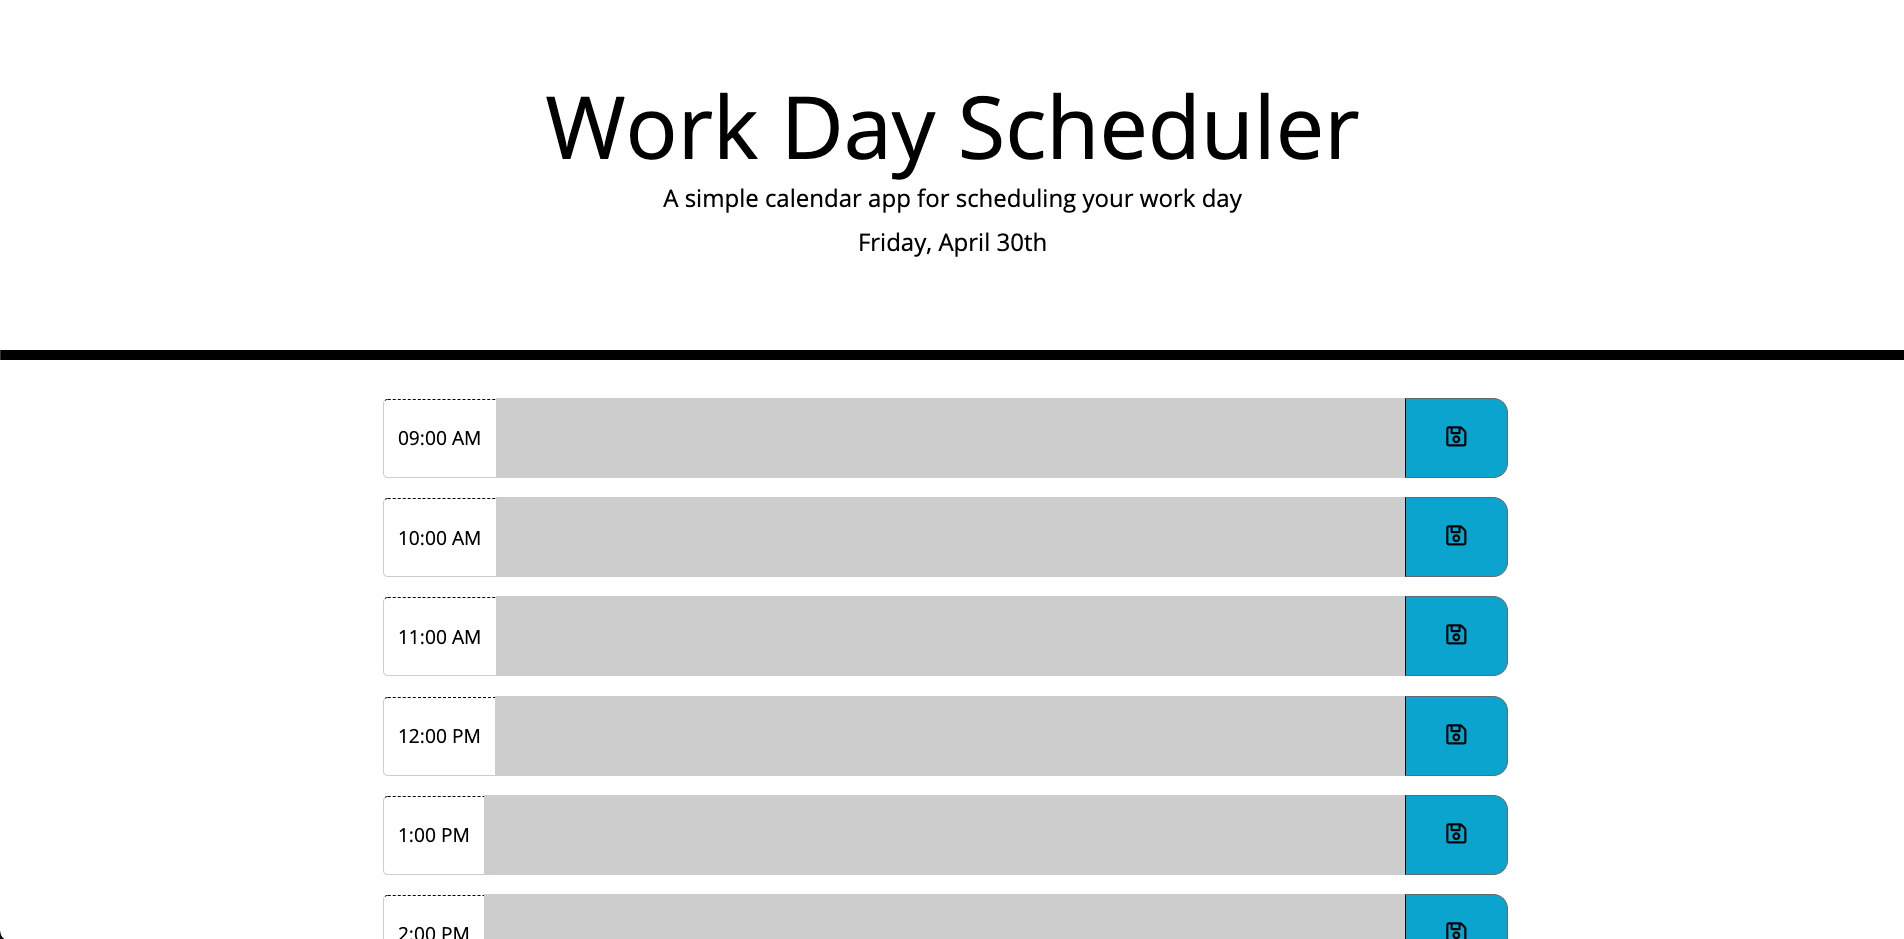 Work Day Scheduler
A simple calendar app for scheduling your work day
Friday, April 30th
09:00 AM
10:00 AM
11:00 AM
12:00 PM
1:00 PM
2:00 PM